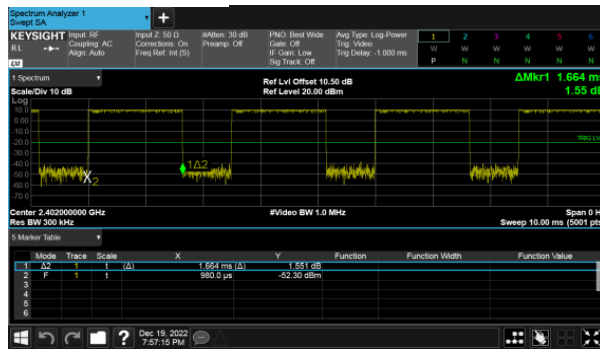 Spectrum Analyzer 1
Swept SA
+
KEYSIGHT Input: RF Input Z: 50 Ω #Atten: 30 dB PNO: Best Wide Avg Type: Log-Power 1 2 3 4 5 6
RL Coupling: AC Corrections: On Preamp: Off Gate: Off Trig: Video W W W W W W
Align: Auto Freq Ref: Int (S) IF Gain: Low Trig Delay: -1.000 ms
Sig Track: Off P N N N N N
LXI
1 Spectrum Ref Lvl Offset 10.50 dB ΔMkr1 1.664 ms
Scale/Div 10 dB Ref Level 20.00 dBm 1.55 dB
Log
10.0
0.00
-10.0
-20.0 TRIG LV
-30.0
-40.0 1Δ2
-50.0 X2
-60.0
-70.0
Center 2.402000000 GHz #Video BW 1.0 MHz Span 0 H
Res BW 300 kHz Sweep 10.00 ms (5001 pts
5 Marker Table
Mode Trace Scale X Y Function Function Width Function Value
1 Δ2 1 t (Δ) 1.664 ms (Δ) 1.551 dB
2 F 1 t 980.0 µs -52.30 dBm
3
4
5
6
? Dec 19, 2022
7:57:15 PM